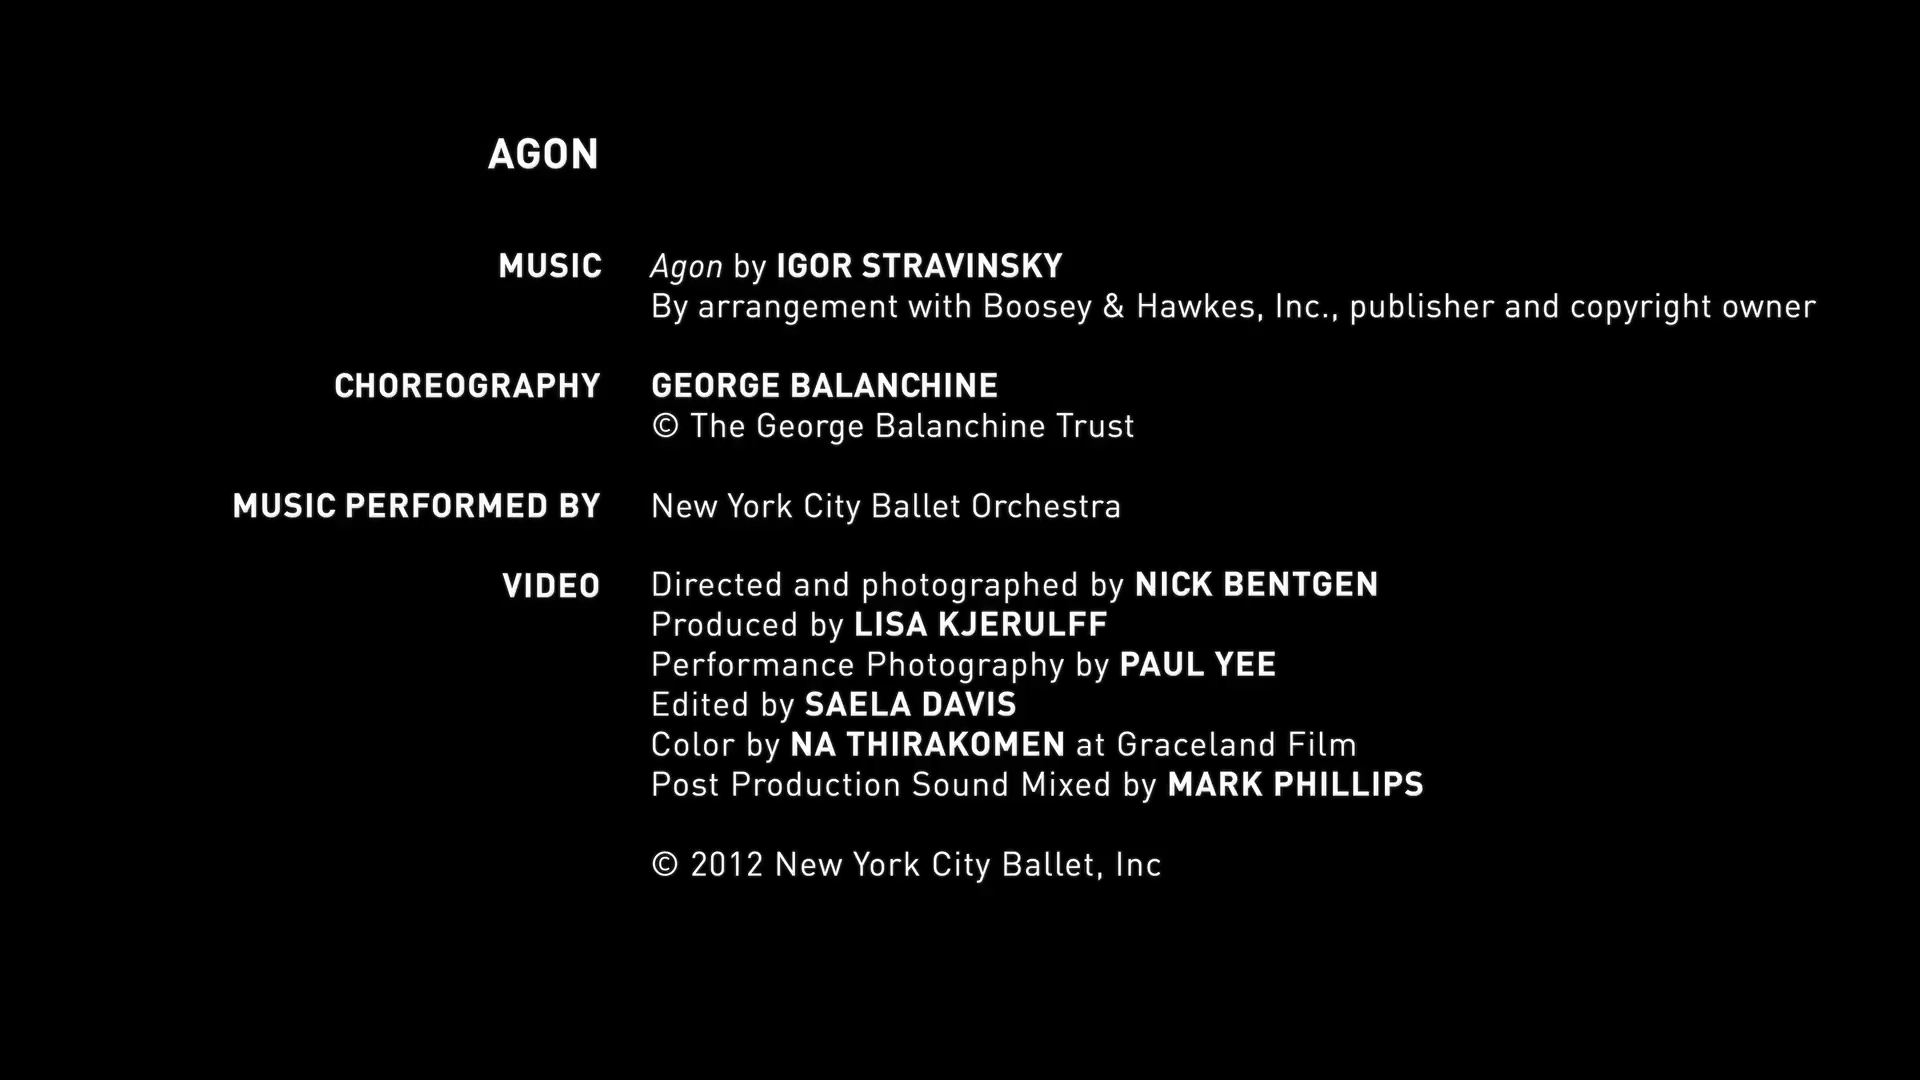 AGON
MUSIC Agon by IGOR STRAVINSKY
By arrangement with Boosey & Hawkes, Inc., publisher and copyright owner
CHOREOGRAPHY GEORGE BALANCHINE
© The George Balanchine Trust
MUSIC PERFORMED BY New York City Ballet Orchestra
VIDEO Directed and photographed by NICK BENTGEN
Produced by LISA KJERULFF
Performance Photography by PAUL YEE
Edited by SAELA DAVIS
Color by NA THIRAKOMEN at Graceland Film
Post Production Sound Mixed by MARK PHILLIPS
© 2012 New York City Ballet, Inc